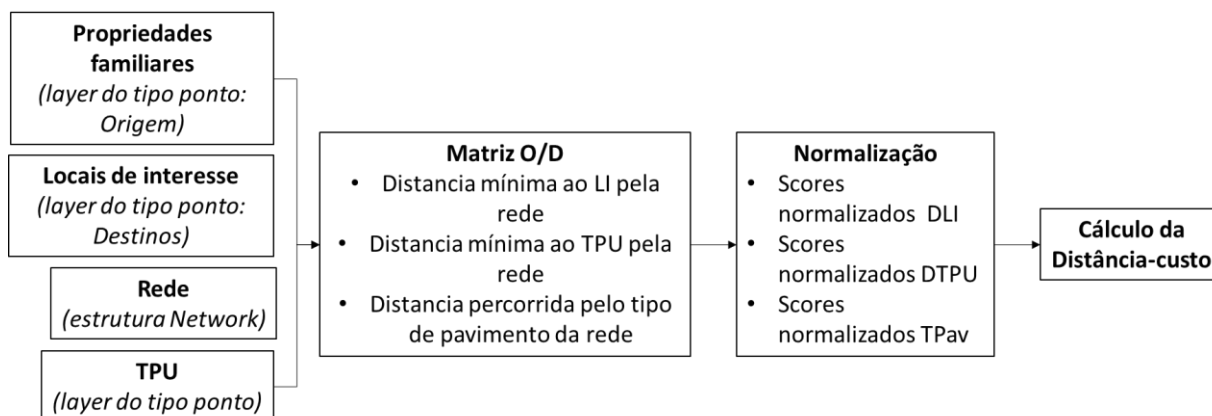 Propriedades
familiares
(layer do tipo ponto:
Origem)
Locais de interesse
(layer do tipo ponto:
Destinos)
Rede
(estrutura Network)
TPU
(layer do tipo ponto)
Matriz O/D
• Distancia mínima ao LI pela
rede
• Distancia mínima ao TPU pela
rede
• Distancia percorrida pelo tipo
de pavimento da rede
Normalização
• Scores
normalizados DLI
• Scores
normalizados DTPU
• Scores
normalizados TPav
Cálculo da
Distância-custo